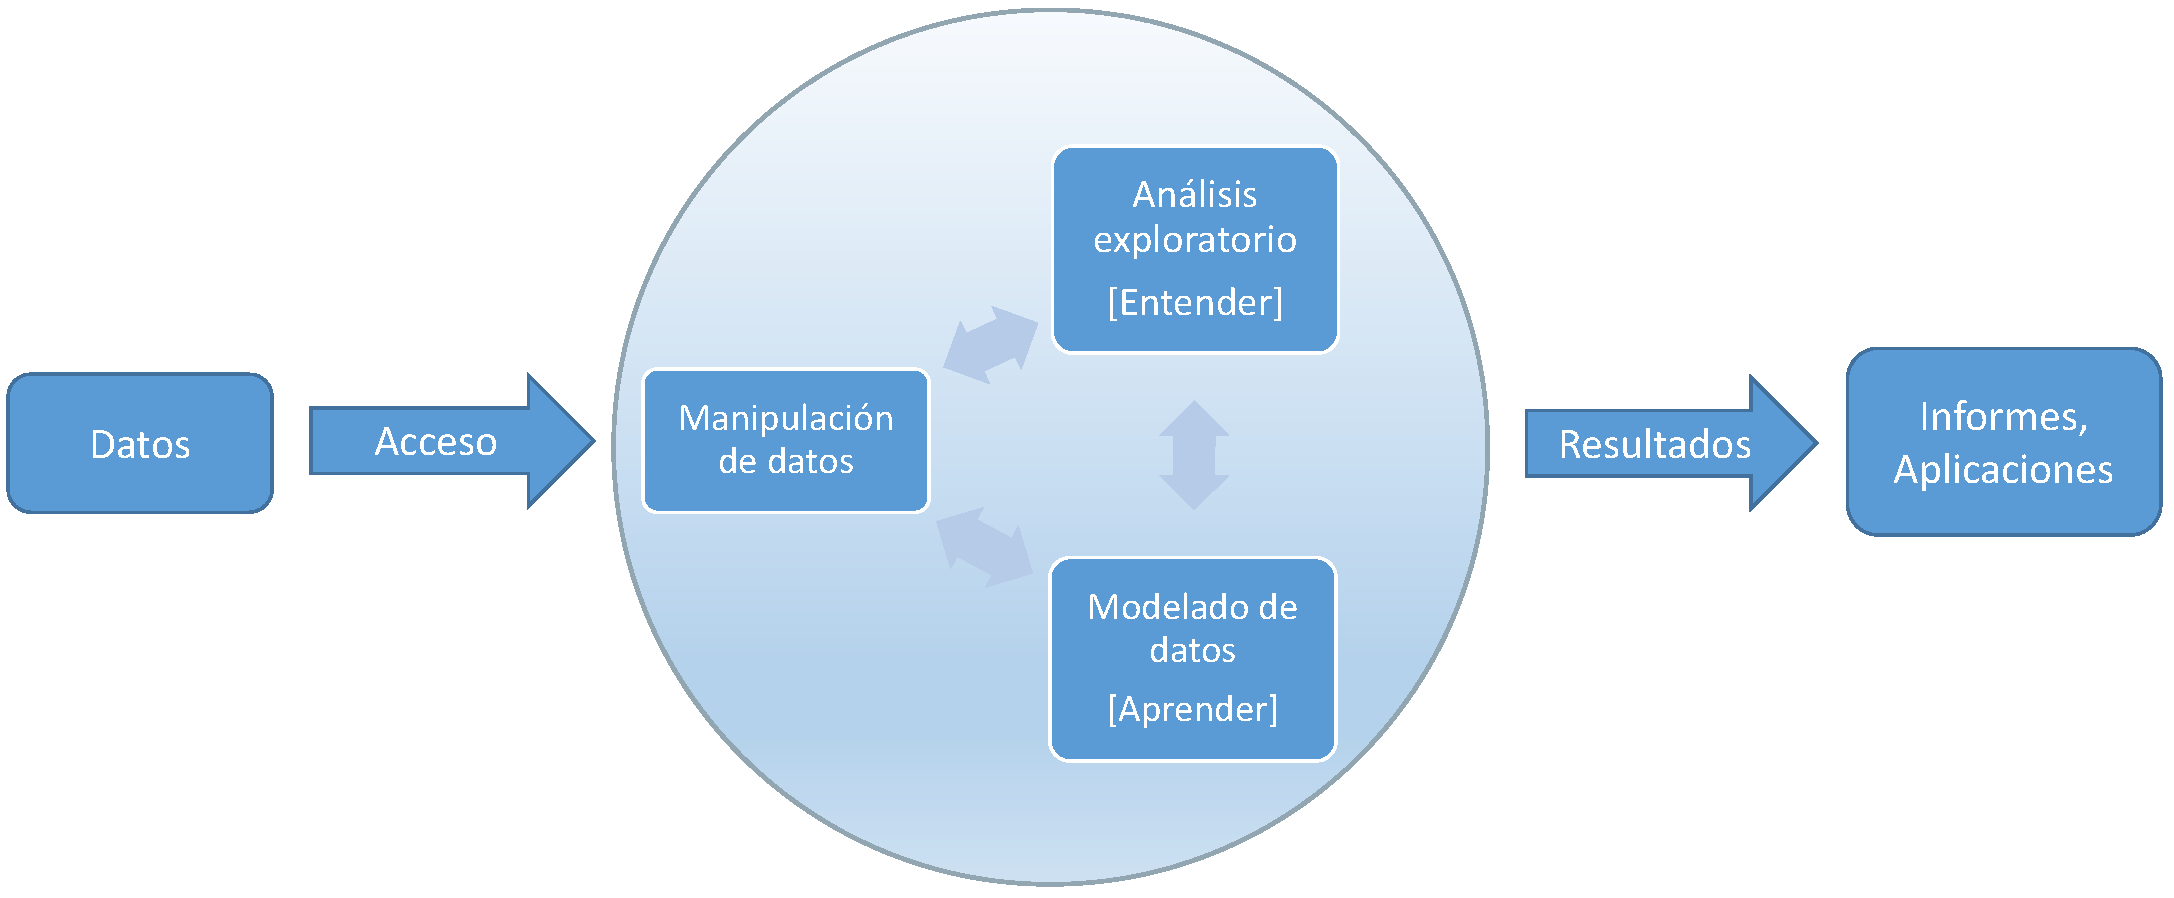 Datos
Acceso
Manipulación
de datos
Análisis
exploratorio
[Entender]
Modelado de
datos
[Aprender]
Resultados
Informes,
Aplicaciones